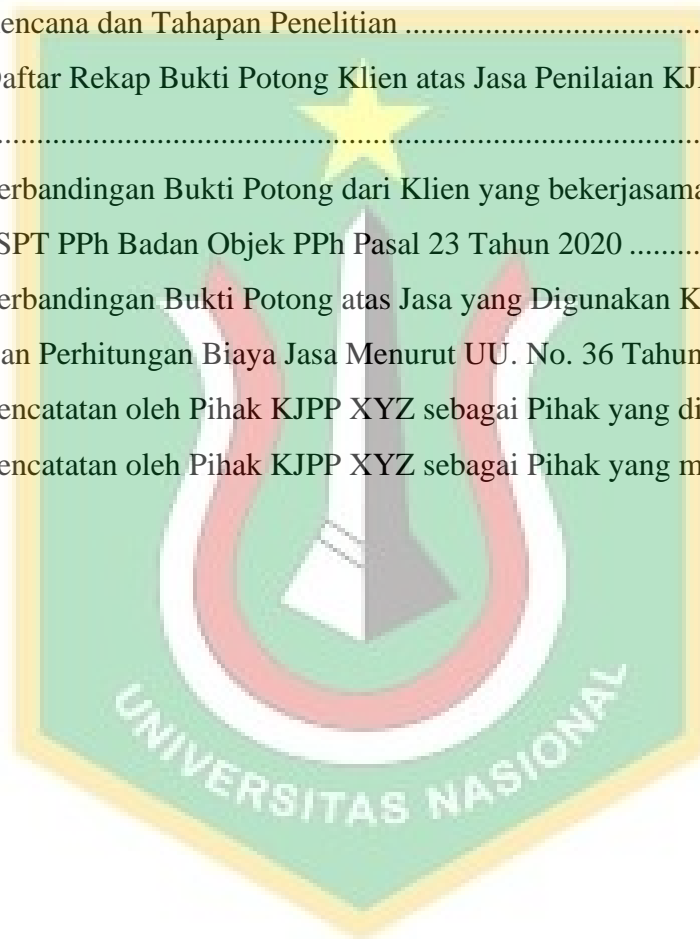 encana dan Tahapan Penelitian ....................................
aftar Rekap Bukti Potong Klien atas Jasa Penilaian KJ
....................................................................................
erbandingan Bukti Potong dari Klien yang bekerjasama
SPT PPh Badan Objek PPh Pasal 23 Tahun 2020 .........
erbandingan Bukti Potong atas Jasa yang Digunakan K
an Perhitungan Biaya Jasa Menurut UU. No. 36 Tahun
encatatan oleh Pihak KJPP XYZ sebagai Pihak yang di
encatatan oleh Pihak KJPP XYZ sebagai Pihak yang m
UNIVERSITAS NASIONAL